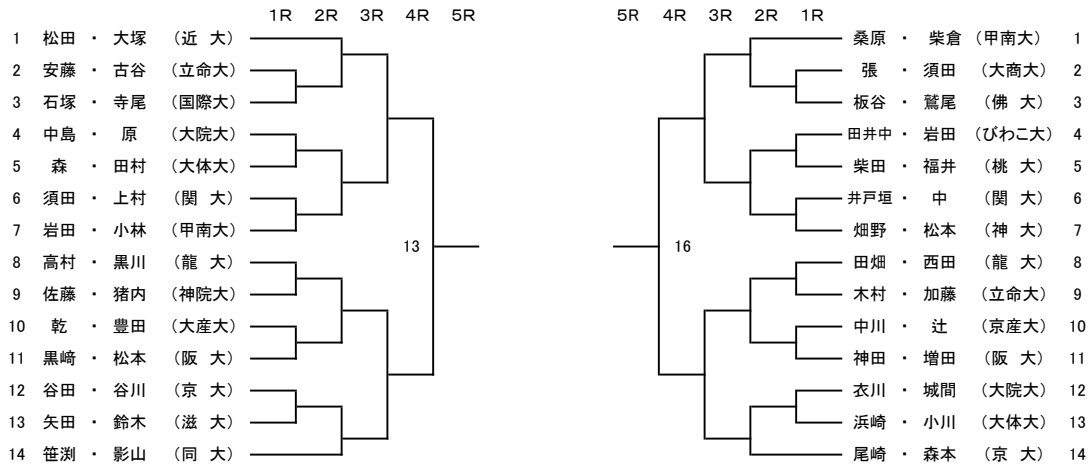 1R 2R 3R 4R 5R
1 松田 ・ 大塚 （近 大）
2 安藤 ・ 古谷 （立命大）
3 石塚 ・ 寺尾 （国際大）
4 中島 ・ 原 （大院大）
5 森 ・ 田村 （大体大）
6 須田 ・ 上村 （関 大）
7 岩田 ・ 小林 （甲南大）
13
8 高村 ・ 黒川 （龍 大）
9 佐藤 ・ 猪内 （神院大）
10 乾 ・ 豊田 （大産大）
11 黒﨑 ・ 松本 （阪 大）
12 谷田 ・ 谷川 （京 大）
13 矢田 ・ 鈴木 （滋 大）
14 笹渕 ・ 影山 （同 大）
5R 4R 3R 2R 1R
桑原 ・ 柴倉 （甲南大） 1
張 ・ 須田 （大商大） 2
板谷 ・ 鷲尾 （佛 大） 3
田井中 ・ 岩田 （びわこ大） 4
柴田 ・ 福井 （桃 大） 5
井戸垣 ・ 中 （関 大） 6
畑野 ・ 松本 （神 大） 7
16
田畑 ・ 西田 （龍 大） 8
木村 ・ 加藤 （立命大） 9
中川 ・ 辻 （京産大） 10
神田 ・ 増田 （阪 大） 11
衣川 ・ 城間 （大院大） 12
浜崎 ・ 小川 （大体大） 13
尾崎 ・ 森本 （京 大） 14